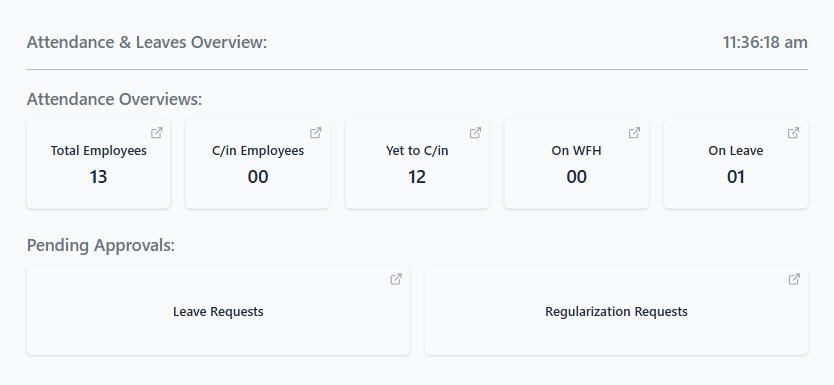 Attendance & Leaves Overview: 11:36:18 am
Attendance Overviews:
Total Employees
13
C/in Employees
00
Yet to C/in
12
On WFH
00
On Leave
01
Pending Approvals:
Leave Requests
Regularization Requests